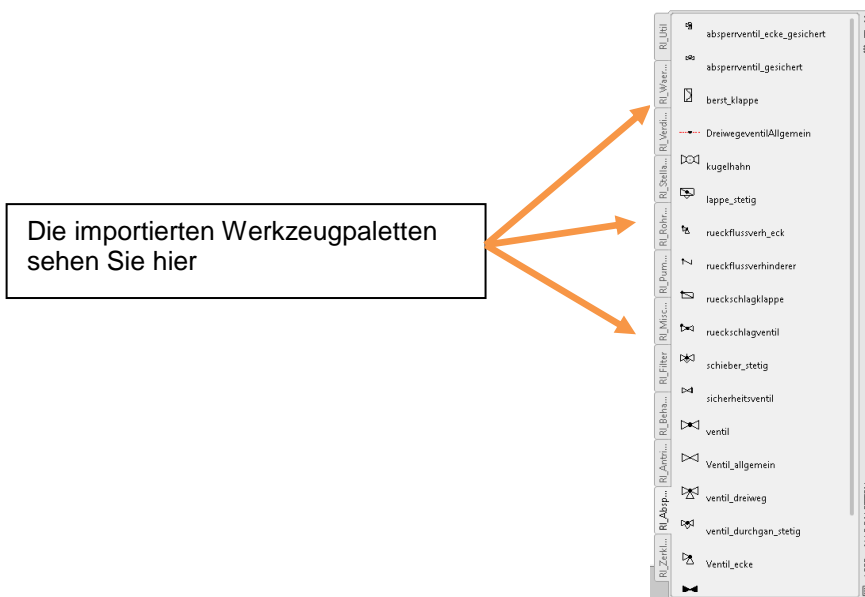 Die importierten Werkzeugpaletten
sehen Sie hier
RI_Util
RI_Waer...
RI_Verdi...
RI_Stella...
RI_Rohr...
RI_Pum...
RI_Misc...
RI_Filter
RI_Beha...
RI_Antri...
RI_Absp...
RI_Zerkl...
absperrventil_ecke_gesichert
absperrventil_gesichert
berst_klappe
DreiwegeventilAllgemein
kugelhahn
lappe_stetig
rueckflussverh_eck
rueckflussverhinderer
rueckschlagklappe
rueckschlagventil
schieber_stetig
sicherheitsventil
ventil
Ventil_allgemein
ventil_dreiweg
ventil_durchgan_stetig
Ventil_ecke